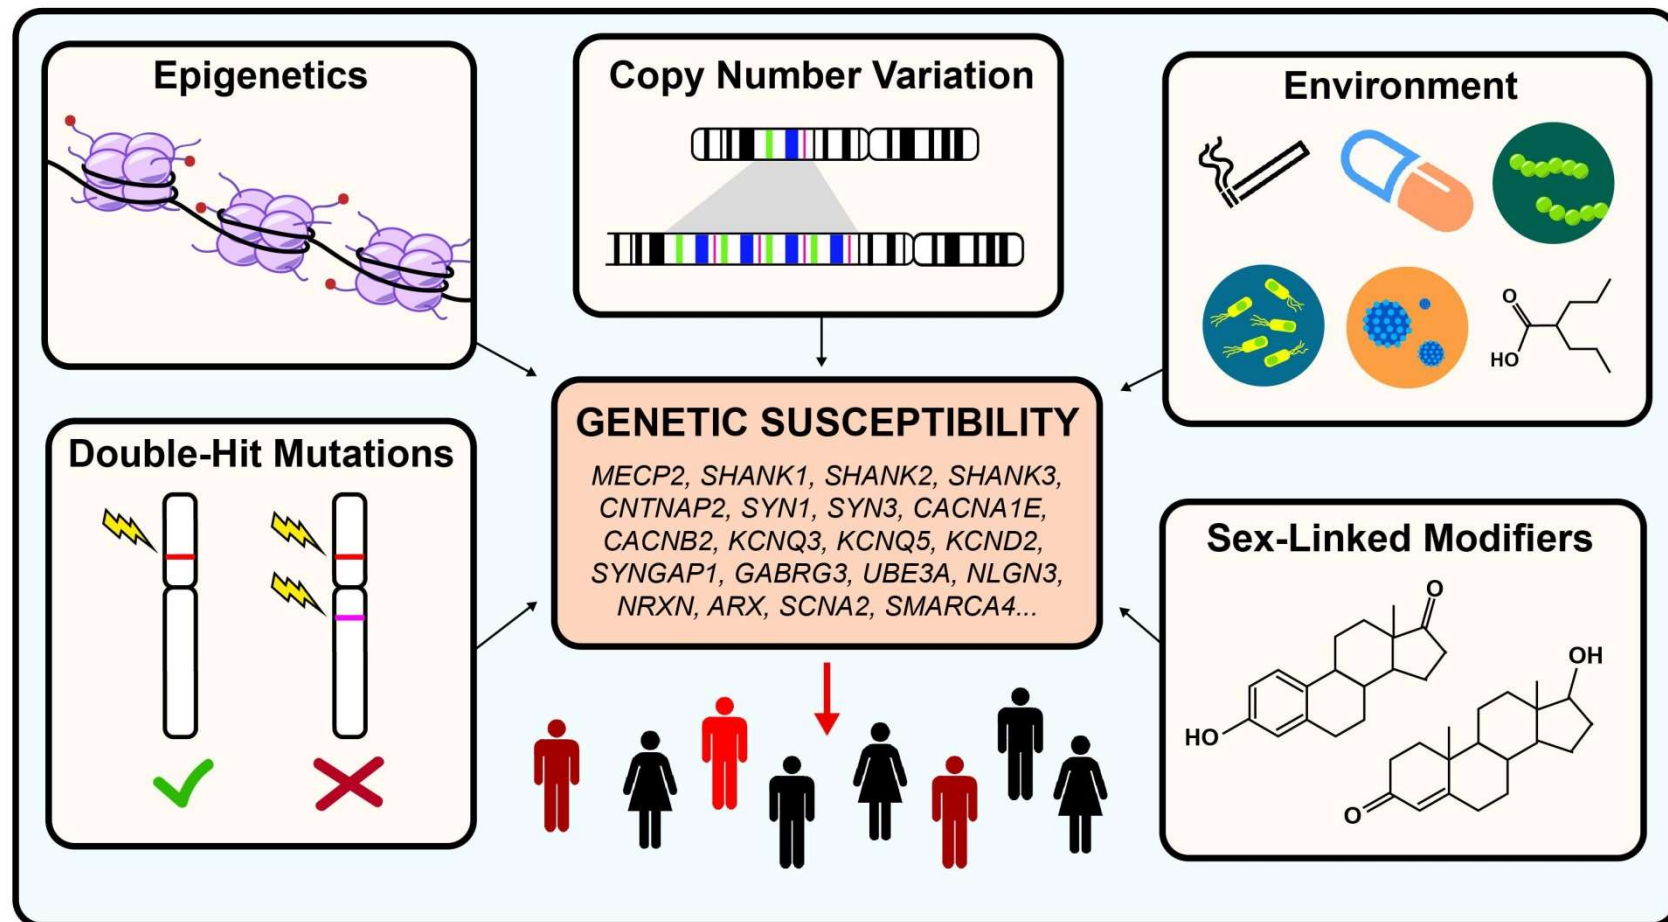 Epigenetics
Copy Number Variation
Environment
O
HO
Double-Hit Mutations
GENETIC SUSCEPTIBILITY
MECP2, SHANK1, SHANK2, SHANK3,
CNTNAP2, SYN1, SYN3, CACNA1E,
CACNB2, KCNQ3, KCNQ5, KCND2,
SYNGAP1, GABRG3, UBE3A, NLGN3,
NRXN, ARX, SCNA2, SMARCA4...
Sex-Linked Modifiers
O
HO
OH
O